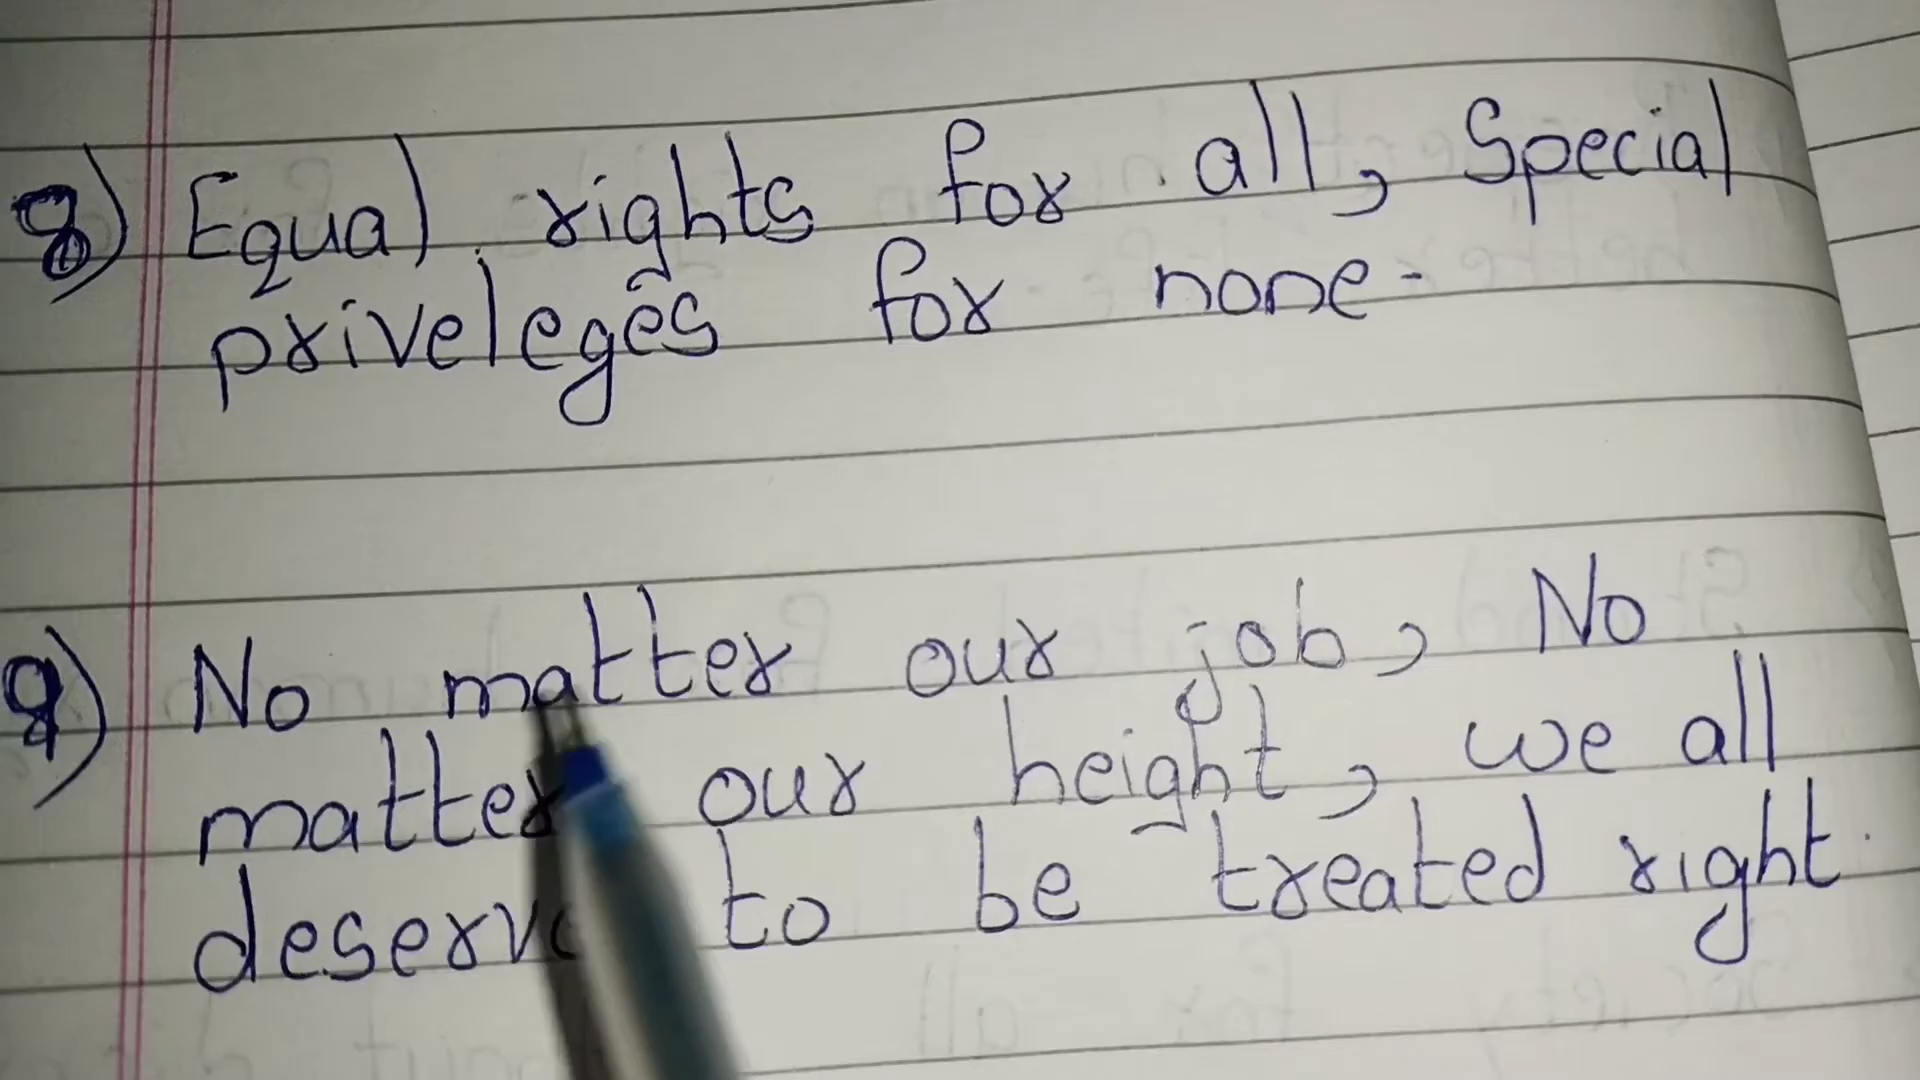 8) Equal rights for all, Special
priveleges for none.
9) No matter our job, No
matter our height, we all
deserve to be treated right.